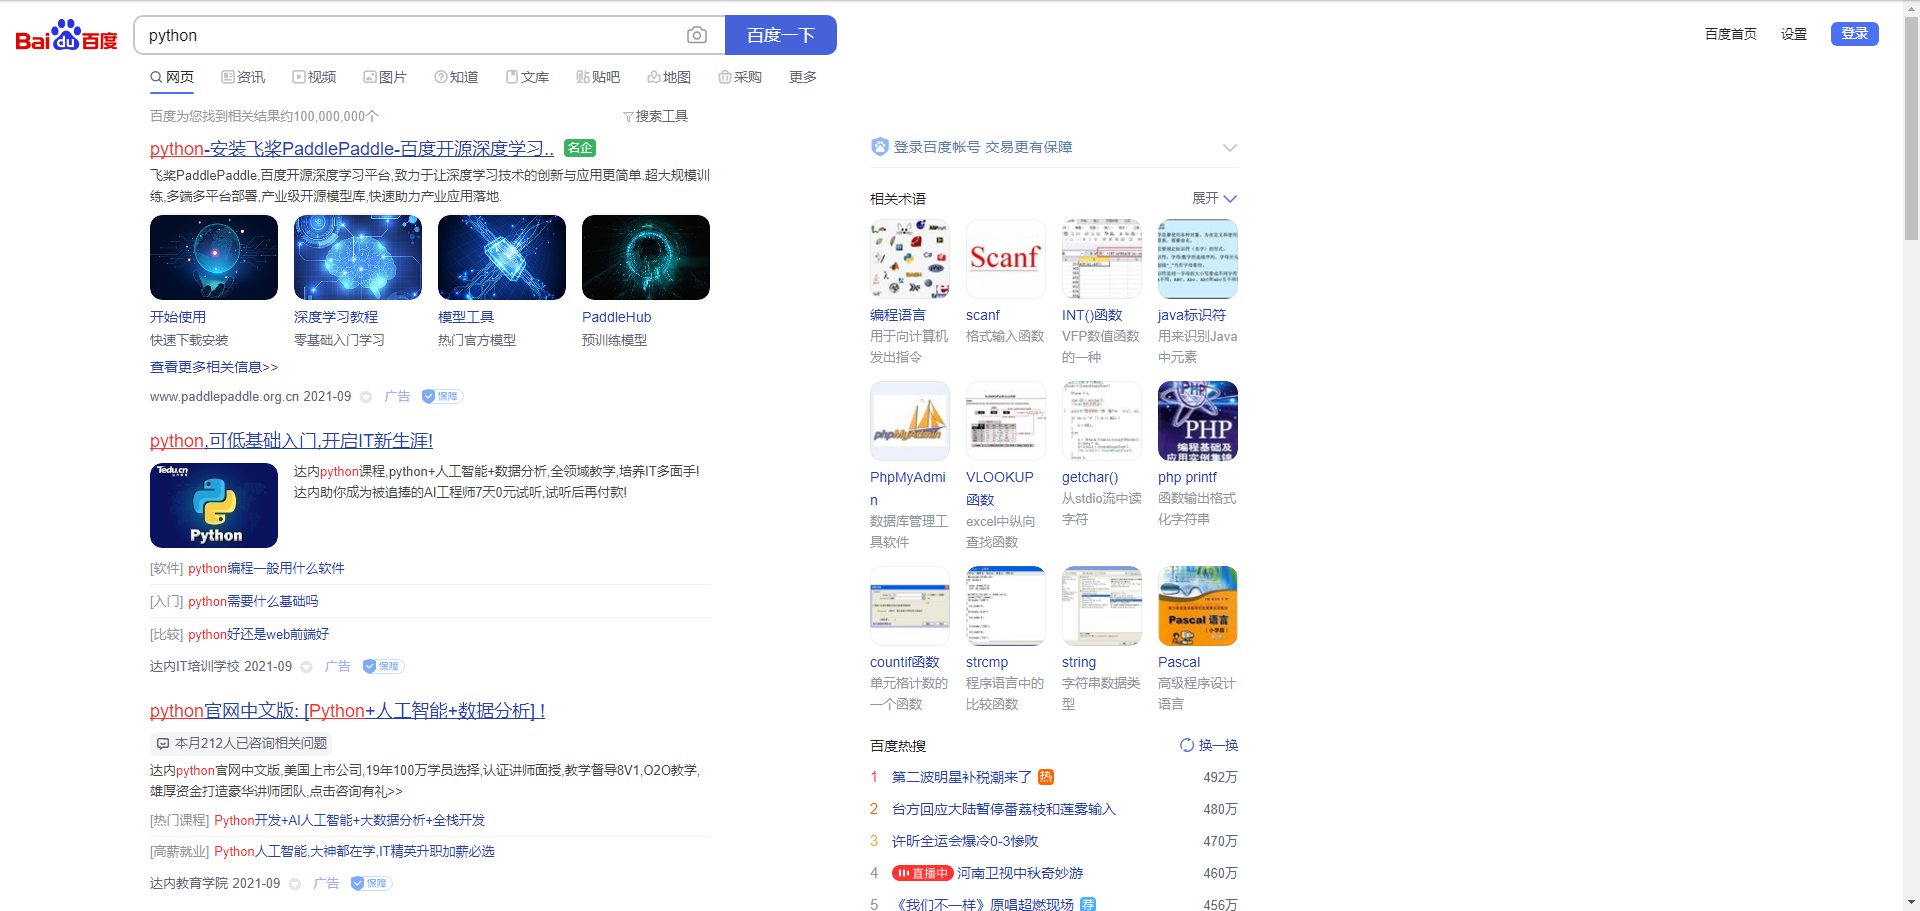 Baidu百度
python
百度一下
百度首页 设置 登录
网页 资讯 视频 图片 知道 文库 贴吧 地图 采购 更多
百度为您找到相关结果约100,000,000个
搜索工具
python-安装飞桨PaddlePaddle-百度开源深度学习.. 名企
飞桨PaddlePaddle,百度开源深度学习平台,致力于让深度学习技术的创新与应用更简单.超大规模训
练,多端多平台部署,产业级开源模型库,快速助力产业应用落地.
开始使用 深度学习教程 模型工具 PaddleHub
快速下载安装 零基础入门学习 热门官方模型 预训练模型
查看更多相关信息>>
www.paddlepaddle.org.cn 2021-09 广告 保障
python,可低基础入门,开启IT新生涯!
Tedu.cn
Python
达内python课程,python+人工智能+数据分析,全领域教学,培养IT多面手!
达内助你成为被追捧的AI工程师7天0元试听,试听后再付款!
[软件] python编程一般用什么软件
[入门] python需要什么基础吗
[比较] python好还是web前端好
达内IT培训学校 2021-09 广告 保障
python官网中文版: [Python+人工智能+数据分析] !
本月212人已咨询相关问题
达内python官网中文版,美国上市公司,19年100万学员选择,认证讲师面授,教学督导8V1,O2O教学,
雄厚资金打造豪华讲师团队,点击咨询有礼>>
[热门课程] Python开发+AI人工智能+大数据分析+全栈开发
[高薪就业] Python人工智能,大神都在学,IT精英升职加薪必选
达内教育学院 2021-09 广告 保障
登录百度帐号 交易更有保障
相关术语 展开
Scanf
编程语言 scanf INT()函数 java标识符
用于向计算机 格式输入函数 VFP数值函数 用来识别Java
发出指令 的一种 中元素
phpMyAdmin
PHP
编程基础及
应用实例集锦
PhpMyAdmi VLOOKUP getchar() php printf
n 函数 从stdio流中读 函数输出格式
数据库管理工 excel中纵向 字符 化字符串
具软件 查找函数
Pascal 语言
(小学版)
countif函数 strcmp string Pascal
单元格计数的 程序语言中的 字符串数据类 高级程序设计
一个函数 比较函数 型 语言
百度热搜 换一换
1 第二波明星补税潮来了 热 492万
2 台方回应大陆暂停番荔枝和莲雾输入 480万
3 许昕全运会爆冷0-3惨败 470万
4 直播中 河南卫视中秋奇妙游 460万
5 《我们不一样》原唱超燃现场 荐 456万